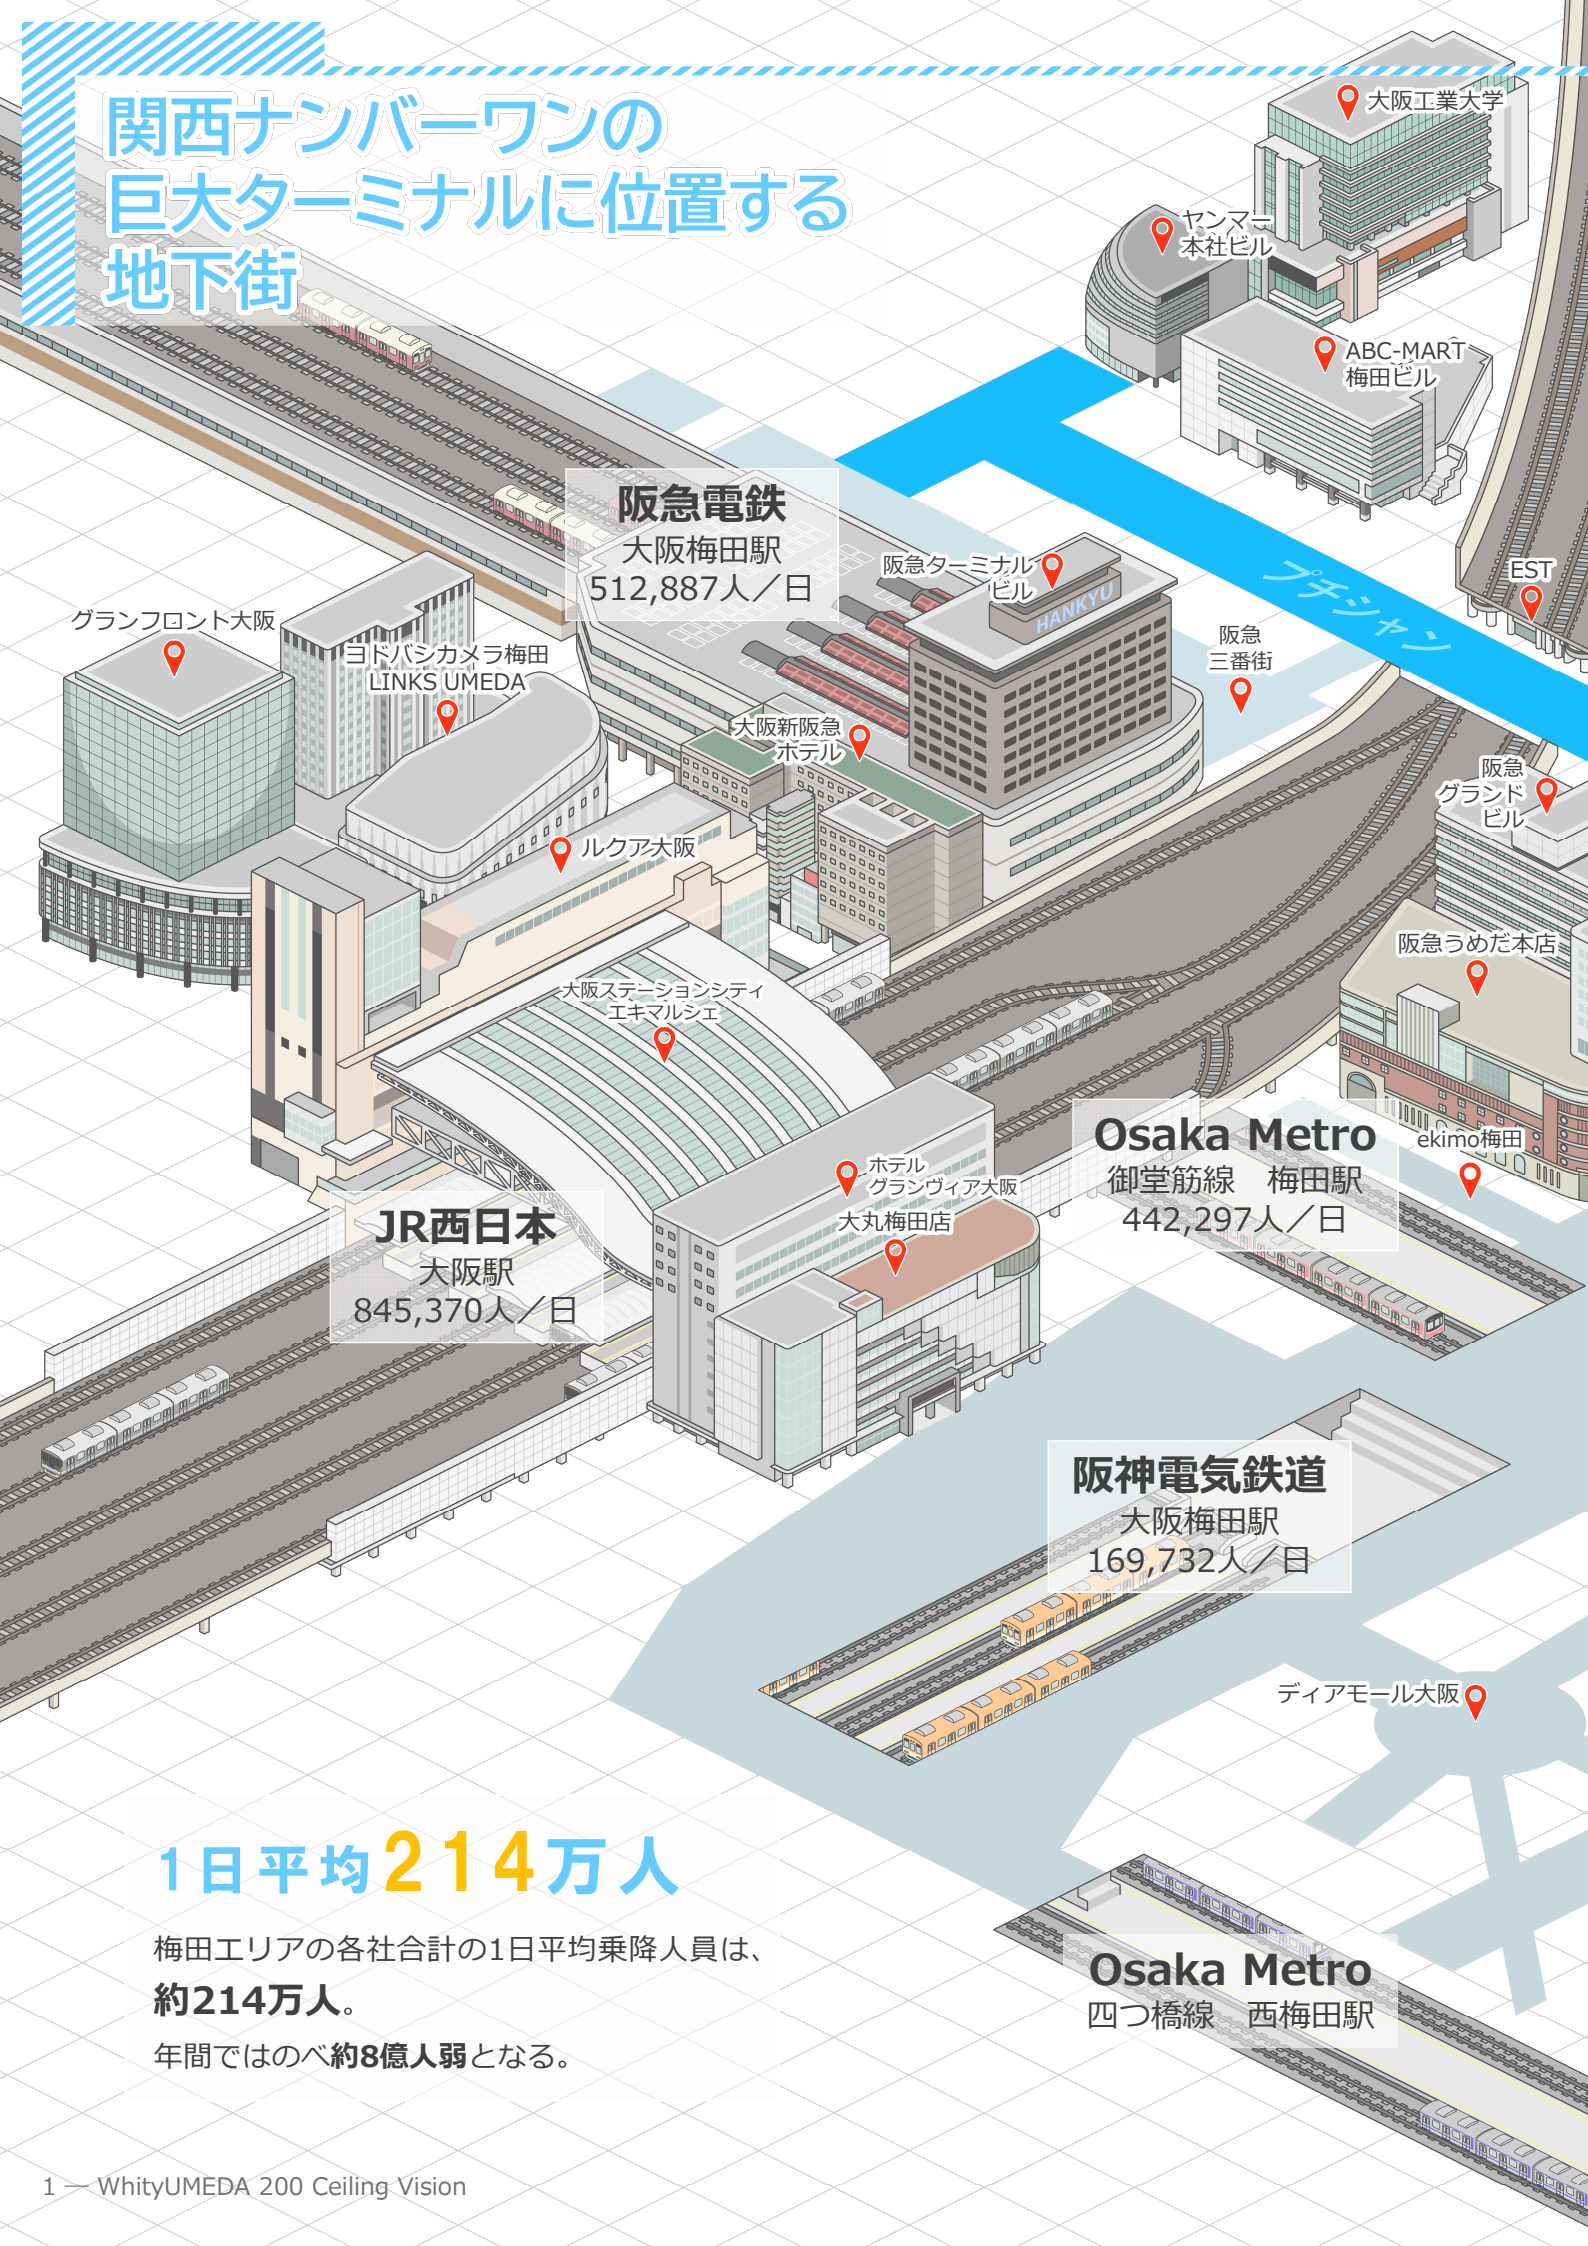 関西ナンバーワンの
巨大ターミナルに位置する
地下街
大阪工業大学
ヤンマー
本社ビル
ABC-MART
梅田ビル
阪急電鉄
大阪梅田駅
512,887人／日
阪急ターミナル
ビル
HANKYU
プチシャン
EST
阪急
三番街
グランフロント大阪
ヨドバシカメラ梅田
LINKS UMEDA
大阪新阪急
ホテル
阪急
グランド
ビル
ルクア大阪
阪急うめだ本店
大阪ステーションシティ
エキマルシェ
Osaka Metro
御堂筋線　梅田駅
442,297人／日
ekimo梅田
ホテル
グランヴィア大阪
大丸梅田店
JR西日本
大阪駅
845,370人／日
阪神電気鉄道
大阪梅田駅
169,732人／日
ディアモール大阪
1日平均214万人
梅田エリアの各社合計の1日平均乗降人員は、
約214万人。
年間ではのべ約8億人弱となる。
Osaka Metro
四つ橋線　西梅田駅
1 — WhityUMEDA 200 Ceiling Vision